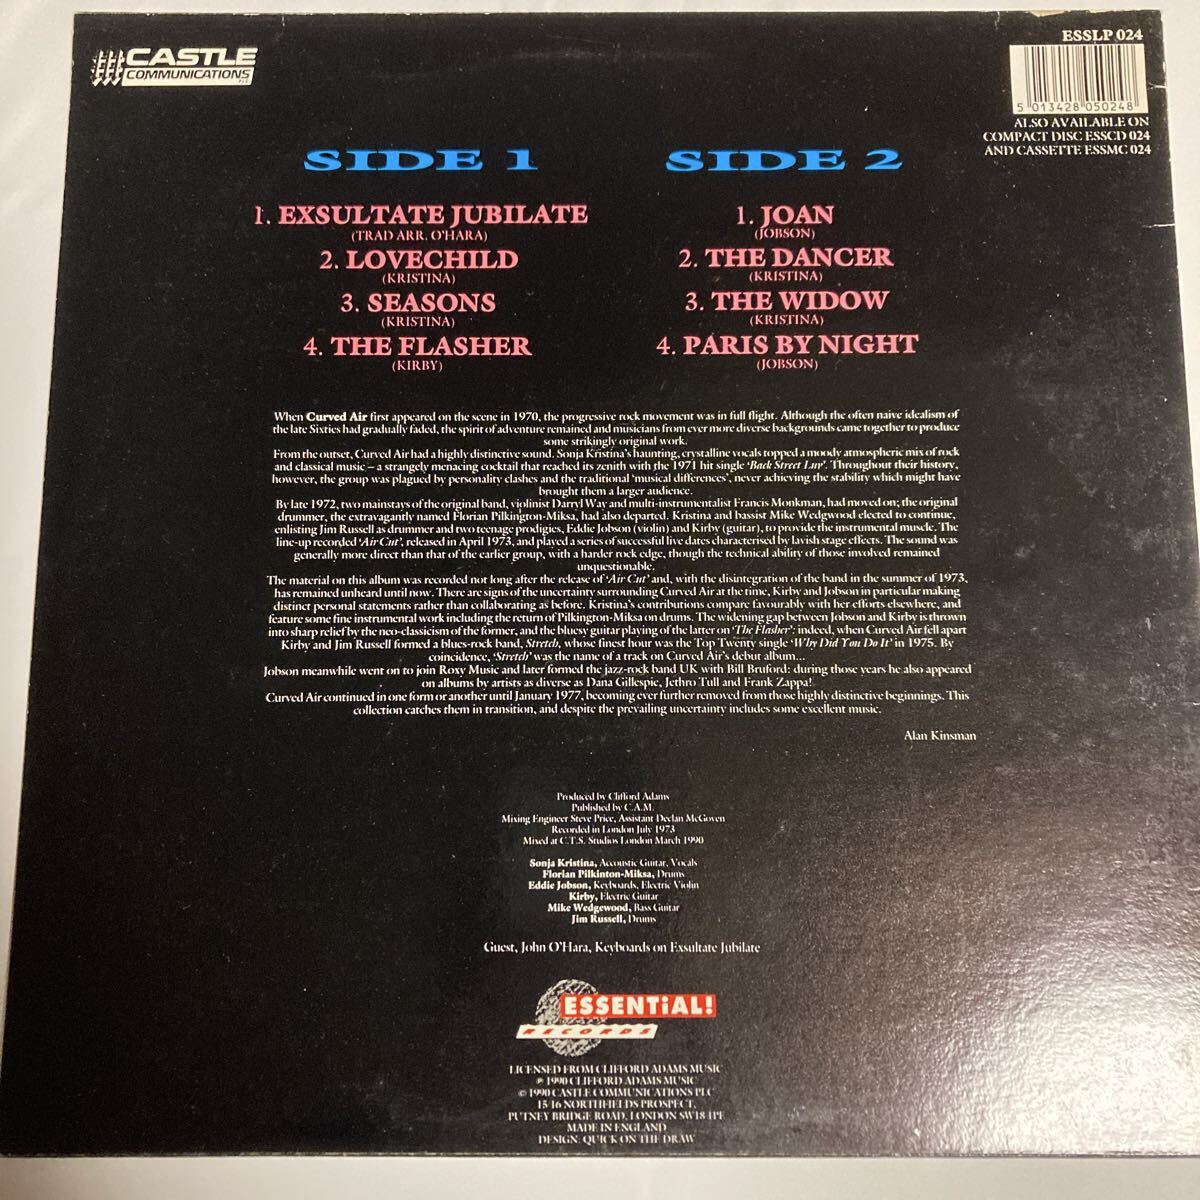 CASTLE
COMMUNICATIONS
PLC
ESSLP 024
5 013428 050248
ALSO AVAILABLE ON
COMPACT DISC ESSCD 024
AND CASSETTE ESSMC 024
SIDE 1
1. EXSULTATE JUBILATE
(TRAD ARR. O'HARA)
2. LOVECHILD
(KRISTINA)
3. SEASONS
(KRISTINA)
4. THE FLASHER
(KIRBY)
SIDE 2
1. JOAN
(JOBSON)
2. THE DANCER
(KRISTINA)
3. THE WIDOW
(KRISTINA)
4. PARIS BY NIGHT
(JOBSON)
When Curved Air first appeared on the scene in 1970, the progressive rock movement was in full flight. Although the often naive idealism of
the late Sixties had gradually faded, the spirit of adventure remained and musicians from ever more diverse backgrounds came together to produce
some strikingly original work.
From the outset, Curved Air had a highly distinctive sound. Sonja Kristina's haunting, crystalline vocals topped a moody atmospheric mix of rock
and classical music – a strangely menacing cocktail that reached its zenith with the 1971 hit single 'Back Street Luv'. Throughout their history,
however, the group was plagued by personality clashes and the traditional 'musical differences', never achieving the stability which might have
brought them a larger audience.
By late 1972, two mainstays of the original band, violinist Darryl Way and multi-instrumentalist Francis Monkman, had moved on; the original
drummer, the extravagantly named Florian Pilkington-Miksa, had also departed. Kristina and bassist Mike Wedgwood elected to continue,
enlisting Jim Russell as drummer and two teenage prodigies, Eddie Jobson (violin) and Kirby (guitar), to provide the instrumental muscle. The
line-up recorded 'Air Cut', released in April 1973, and played a series of successful live dates characterised by lavish stage effects. The sound was
generally more direct than that of the earlier group, with a harder rock edge, though the technical ability of those involved remained
unquestionable.
The material on this album was recorded not long after the release of 'Air Cut' and, with the disintegration of the band in the summer of 1973,
has remained unheard until now. There are signs of the uncertainty surrounding Curved Air at the time, Kirby and Jobson in particular making
distinct personal statements rather than collaborating as before. Kristina's contributions compare favourably with her efforts elsewhere, and
feature some fine instrumental work including the return of Pilkington-Miksa on drums. The widening gap between Jobson and Kirby is thrown
into sharp relief by the neo-classicism of the former, and the bluesy guitar playing of the latter on 'The Flasher': indeed, when Curved Air fell apart
Kirby and Jim Russell formed a blues-rock band, Stretch, whose finest hour was the Top Twenty single 'Why Did You Do It' in 1975. By
coincidence, 'Stretch' was the name of a track on Curved Air's debut album...
Jobson meanwhile went on to join Roxy Music and later formed the jazz-rock band UK with Bill Bruford: during those years he also appeared
on albums by artists as diverse as Dana Gillespie, Jethro Tull and Frank Zappa!
Curved Air continued in one form or another until January 1977, becoming ever further removed from those highly distinctive beginnings. This
collection catches them in transition, and despite the prevailing uncertainty includes some excellent music.
Alan Kinsman
Produced by Clifford Adams
Published by C.A.M.
Mixing Engineer Steve Price, Assistant Declan McGoven
Recorded in London July 1973
Mixed at C.T.S. Studios London March 1990
Sonja Kristina, Accoustic Guitar, Vocals
Florian Pilkinton-Miksa, Drums
Eddie Jobson, Keyboards, Electric Violin
Kirby, Electric Guitar
Mike Wedgewood, Bass Guitar
Jim Russell, Drums
Guest, John O'Hara, Keyboards on Exsultate Jubilate
ESSENTiAL!
RECORDS
LICENSED FROM CLIFFORD ADAMS MUSIC
℗ 1990 CLIFFORD ADAMS MUSIC
© 1990 CASTLE COMMUNICATIONS PLC
15-16 NORTHFIELDS PROSPECT,
PUTNEY BRIDGE ROAD, LONDON SW18 1PE
MADE IN ENGLAND
DESIGN: QUICK ON THE DRAW